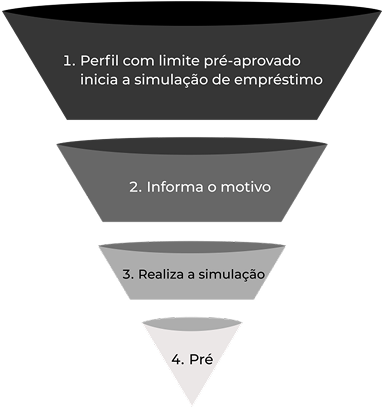 1. Perfil com limite pré-aprovado
inicia a simulação de empréstimo
2. Informa o motivo
3. Realiza a simulação
4. Pré